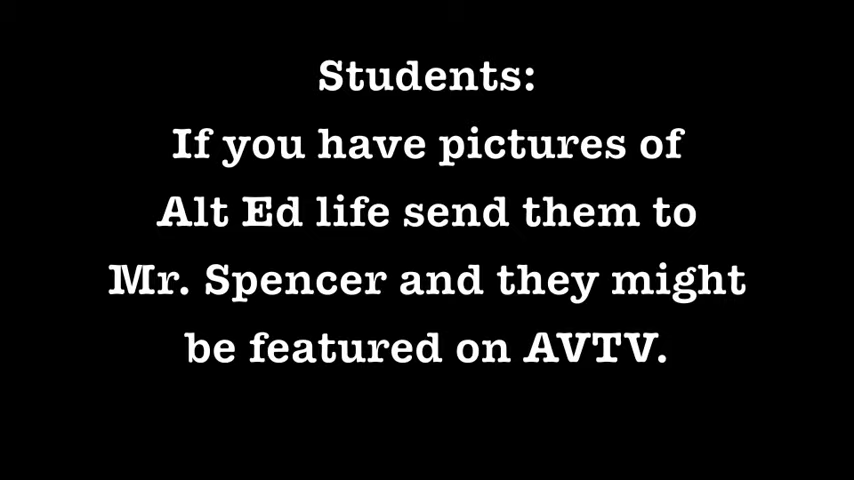 Students:
If you have pictures of
Alt Ed life send them to
Mr. Spencer and they might
be featured on AVTV.